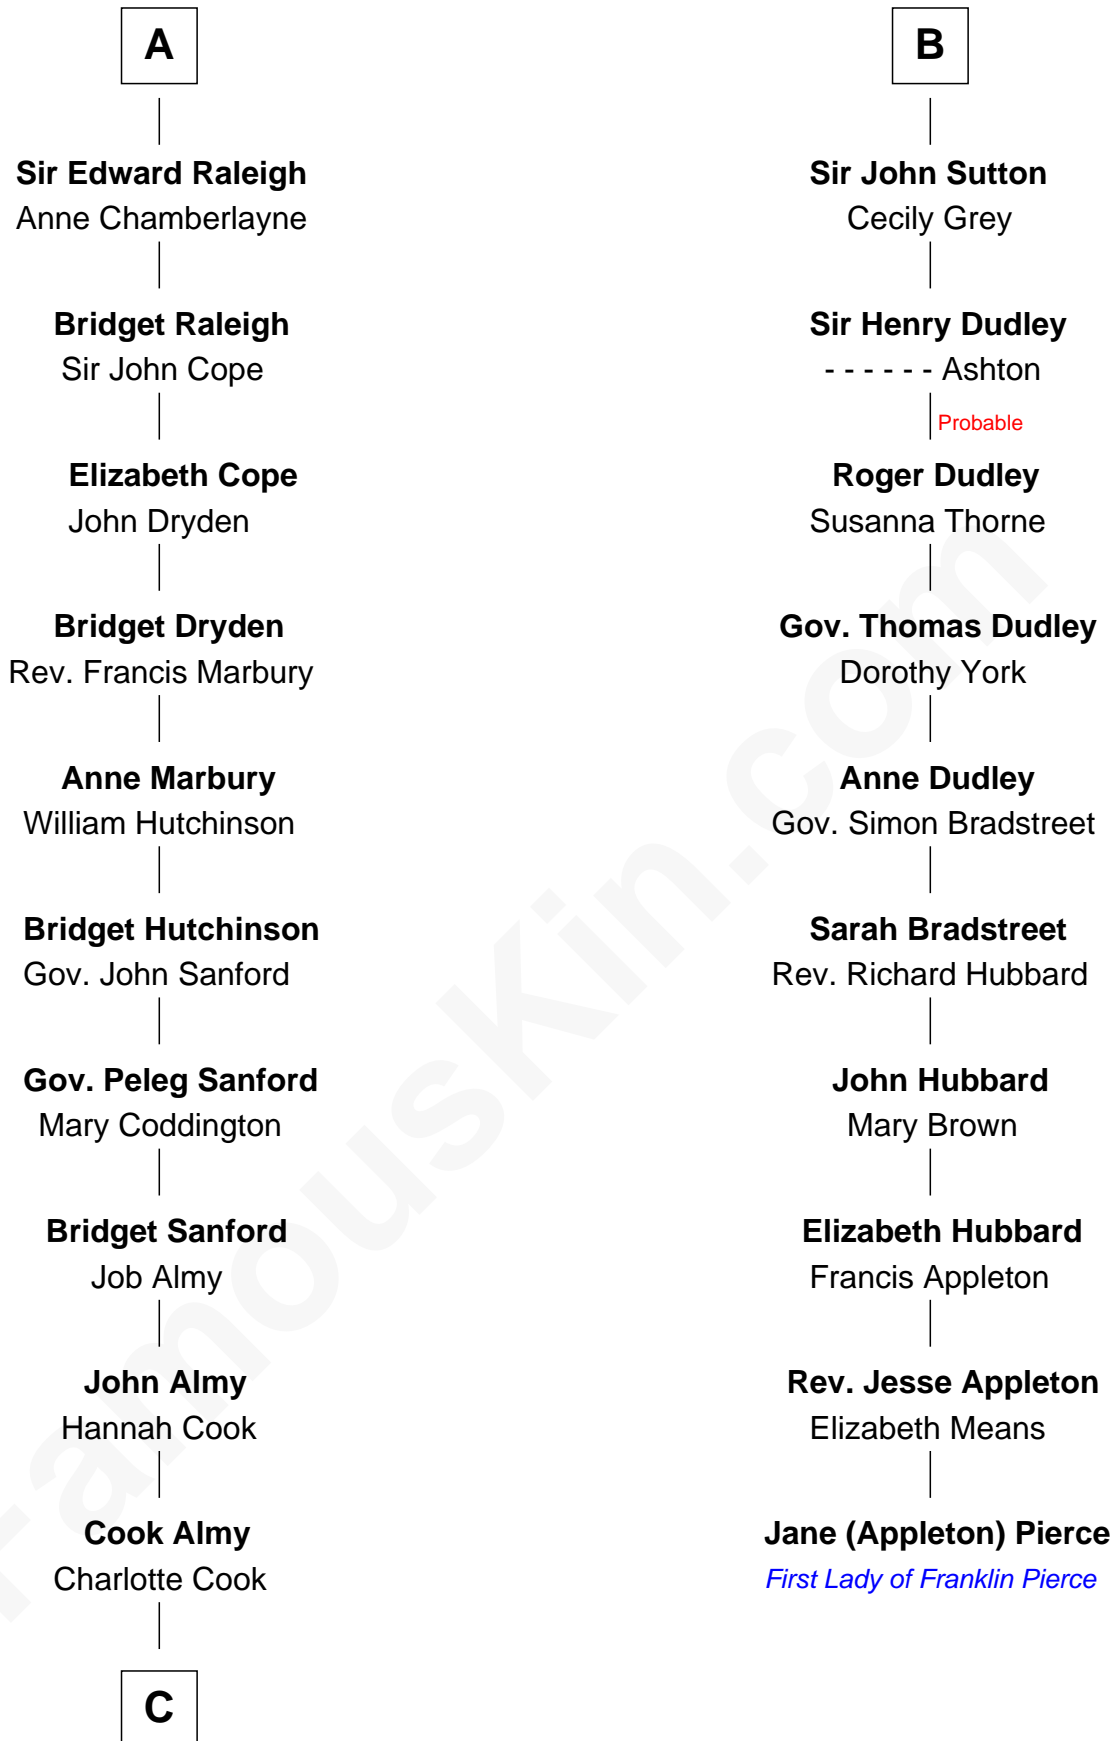 A
Sir Edward Raleigh
Anne Chamberlayne
Bridget Raleigh
Sir John Cope
Elizabeth Cope
John Dryden
Bridget Dryden
Rev. Francis Marbury
Anne Marbury
William Hutchinson
Bridget Hutchinson
Gov. John Sanford
Gov. Peleg Sanford
Mary Coddington
Bridget Sanford
Job Almy
John Almy
Hannah Cook
Cook Almy
Charlotte Cook
C
B
Sir John Sutton
Cecily Grey
Sir Henry Dudley
- - - - - - Ashton
Probable
Roger Dudley
Susanna Thorne
Gov. Thomas Dudley
Dorothy York
Anne Dudley
Gov. Simon Bradstreet
Sarah Bradstreet
Rev. Richard Hubbard
John Hubbard
Mary Brown
Elizabeth Hubbard
Francis Appleton
Rev. Jesse Appleton
Elizabeth Means
Jane (Appleton) Pierce
First Lady of Franklin Pierce
FamousKin.com